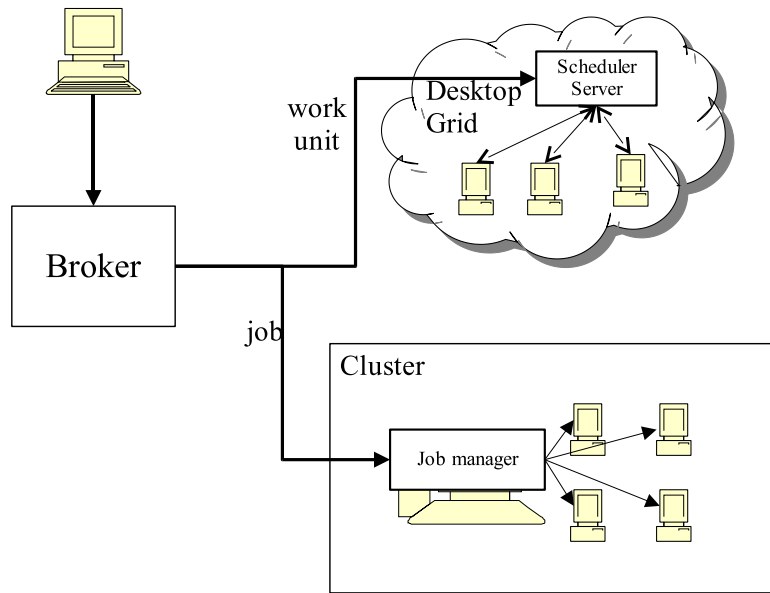 Scheduler
Server
Desktop
Grid
work
unit
Broker
job
Cluster
Job manager